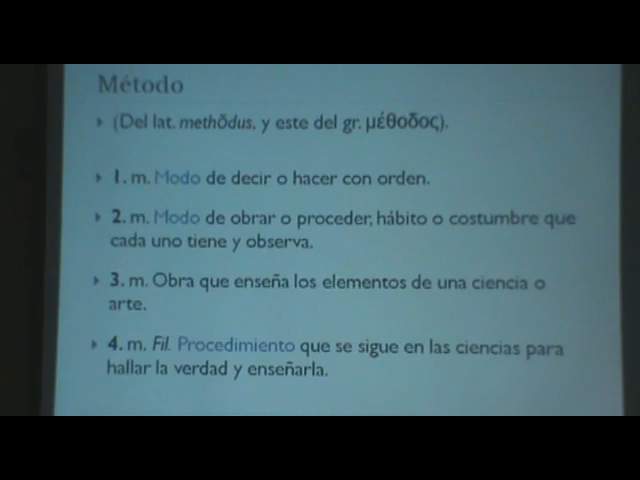 Método
(Del lat. methŏdus, y este del gr. μέθοδος).
1. m. Modo de decir o hacer con orden.
2. m. Modo de obrar o proceder, hábito o costumbre que
cada uno tiene y observa.
3. m. Obra que enseña los elementos de una ciencia o
arte.
4. m. Fil. Procedimiento que se sigue en las ciencias para
hallar la verdad y enseñarla.